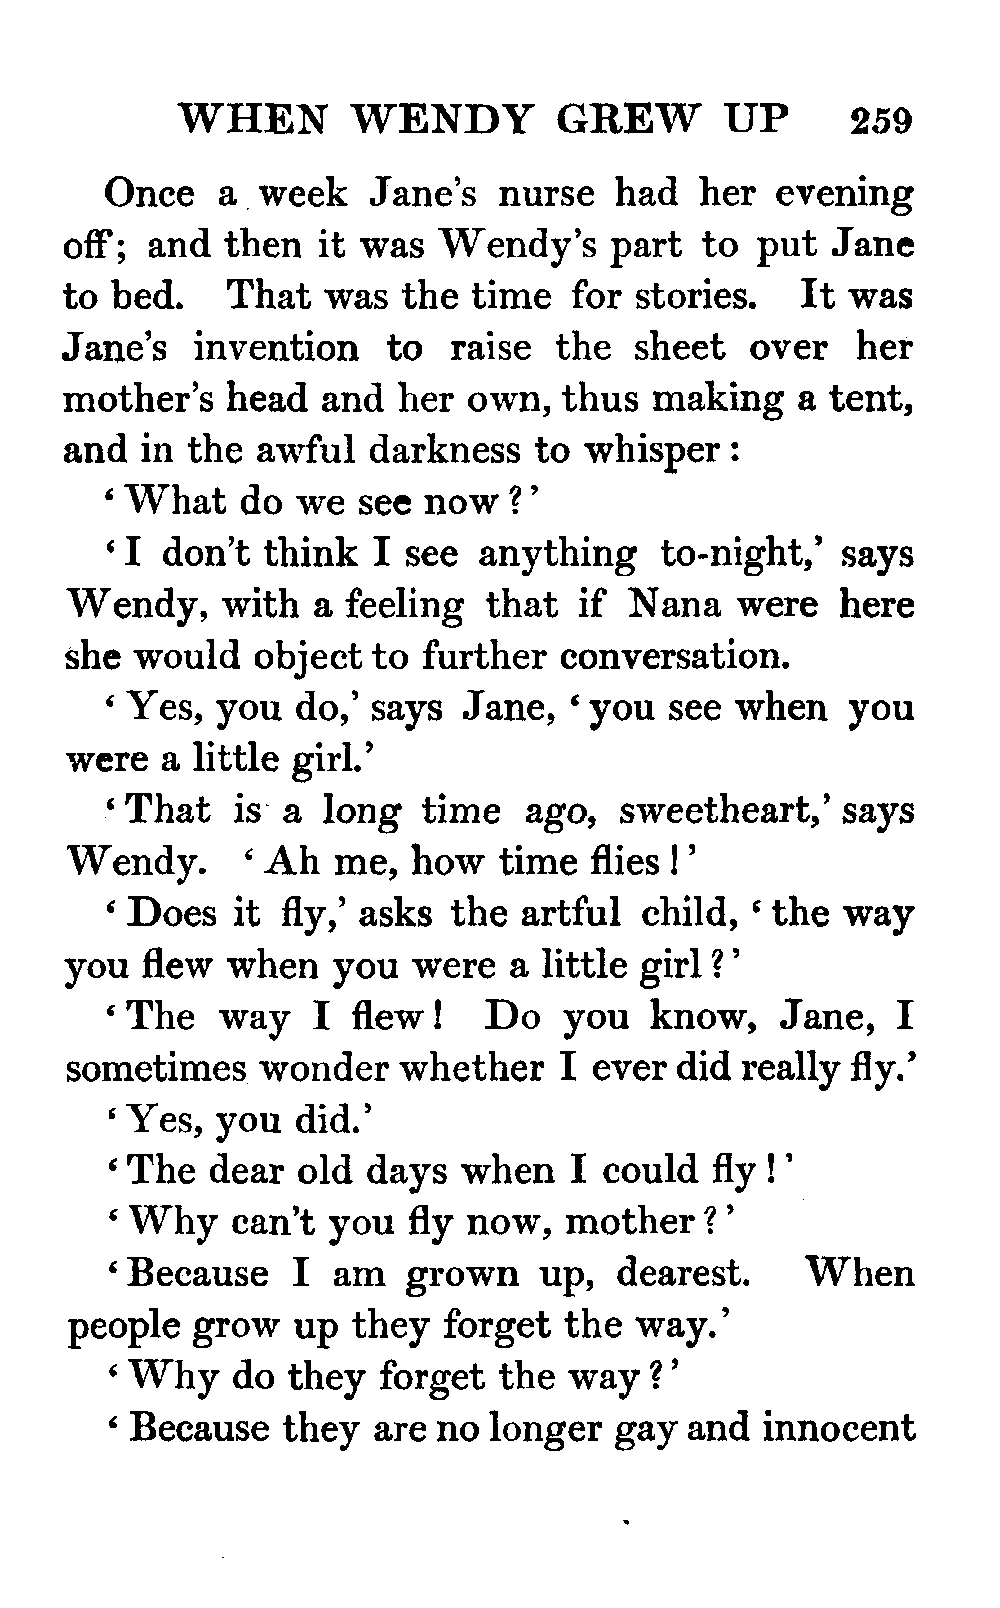 WHEN WENDY GREW UP 259
Once a week Jane's nurse had her evening
off; and then it was Wendy's part to put Jane
to bed. That was the time for stories. It was
Jane's invention to raise the sheet over her
mother's head and her own, thus making a tent,
and in the awful darkness to whisper:
‘What do we see now?’
‘I don't think I see anything to-night,’ says
Wendy, with a feeling that if Nana were here
she would object to further conversation.
‘Yes, you do,’ says Jane, ‘you see when you
were a little girl.’
‘That is a long time ago, sweetheart,’ says
Wendy. ‘Ah me, how time flies!’
‘Does it fly,’ asks the artful child, ‘the way
you flew when you were a little girl?’
‘The way I flew! Do you know, Jane, I
sometimes wonder whether I ever did really fly.’
‘Yes, you did.’
‘The dear old days when I could fly!’
‘Why can't you fly now, mother?’
‘Because I am grown up, dearest. When
people grow up they forget the way.’
‘Why do they forget the way?’
‘Because they are no longer gay and innocent